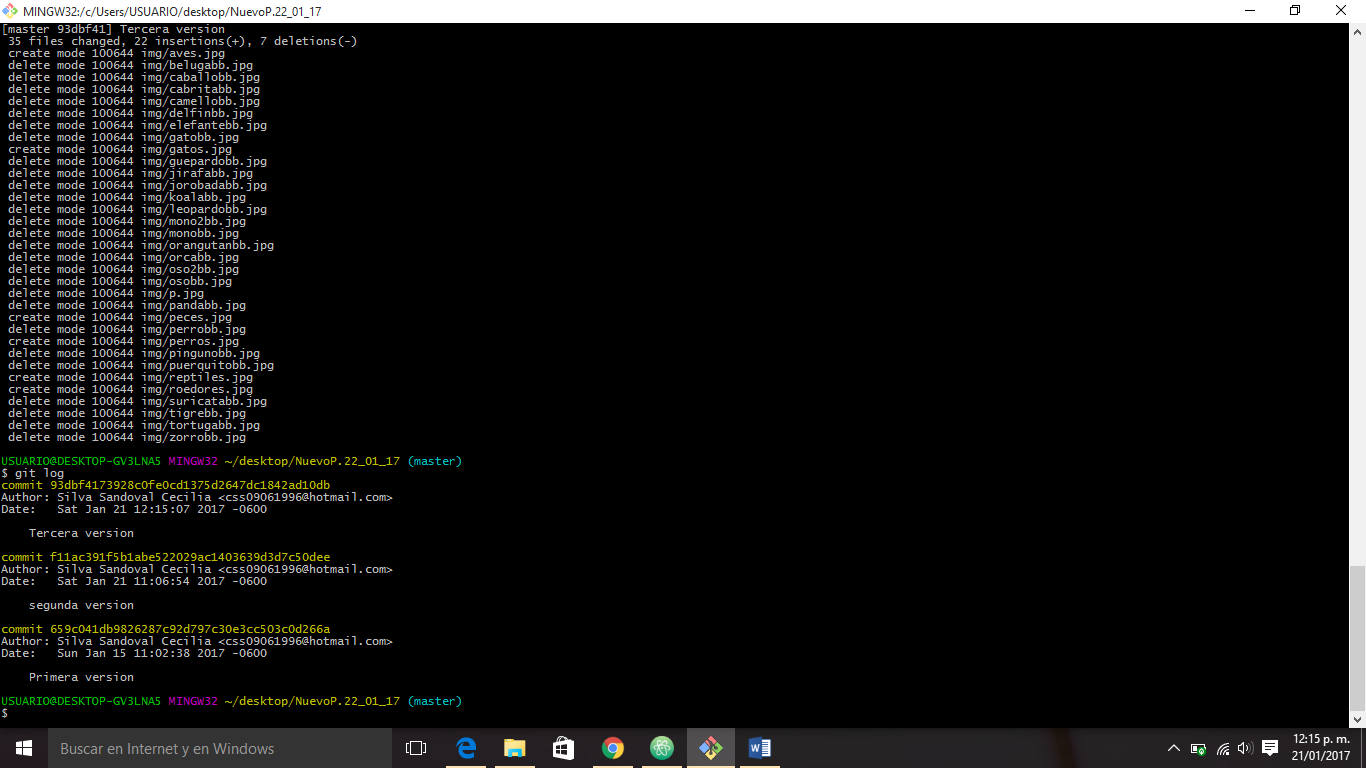 MINGW32:/c/Users/USUARIO/desktop/NuevoP.22_01_17
[master 93dbf41] Tercera version
35 files changed, 22 insertions(+), 7 deletions(-)
create mode 100644 img/aves.jpg
delete mode 100644 img/belugabb.jpg
delete mode 100644 img/caballobb.jpg
delete mode 100644 img/cabritabb.jpg
delete mode 100644 img/camellobb.jpg
delete mode 100644 img/delfinbb.jpg
delete mode 100644 img/elefantebb.jpg
delete mode 100644 img/gatobb.jpg
create mode 100644 img/gatos.jpg
delete mode 100644 img/guepardobb.jpg
delete mode 100644 img/jirafabb.jpg
delete mode 100644 img/jorobadabb.jpg
delete mode 100644 img/koalabb.jpg
delete mode 100644 img/leopardobb.jpg
delete mode 100644 img/mono2bb.jpg
delete mode 100644 img/monobb.jpg
delete mode 100644 img/orangutanbb.jpg
delete mode 100644 img/orcabb.jpg
delete mode 100644 img/oso2bb.jpg
delete mode 100644 img/osobb.jpg
delete mode 100644 img/p.jpg
delete mode 100644 img/pandabb.jpg
create mode 100644 img/peces.jpg
delete mode 100644 img/perrobb.jpg
create mode 100644 img/perros.jpg
delete mode 100644 img/pingunobb.jpg
delete mode 100644 img/puerquitobb.jpg
create mode 100644 img/reptiles.jpg
create mode 100644 img/roedores.jpg
delete mode 100644 img/suricatabb.jpg
delete mode 100644 img/tigrebb.jpg
delete mode 100644 img/tortugabb.jpg
delete mode 100644 img/zorrobb.jpg
USUARIO@DESKTOP-GV3LNA5 MINGW32 ~/desktop/NuevoP.22_01_17 (master)
$ git log
commit 93dbf4173928c0fe0cd1375d2647dc1842ad10db
Author: Silva Sandoval Cecilia <css09061996@hotmail.com>
Date:   Sat Jan 21 12:15:07 2017 -0600
Tercera version
commit f11ac391f5b1abe522029ac1403639d3d7c50dee
Author: Silva Sandoval Cecilia <css09061996@hotmail.com>
Date:   Sat Jan 21 11:06:54 2017 -0600
segunda version
commit 659c041db9826287c92d797c30e3cc503c0d266a
Author: Silva Sandoval Cecilia <css09061996@hotmail.com>
Date:   Sun Jan 15 11:02:38 2017 -0600
Primera version
USUARIO@DESKTOP-GV3LNA5 MINGW32 ~/desktop/NuevoP.22_01_17 (master)
$
Buscar en Internet y en Windows
12:15 p. m.
21/01/2017